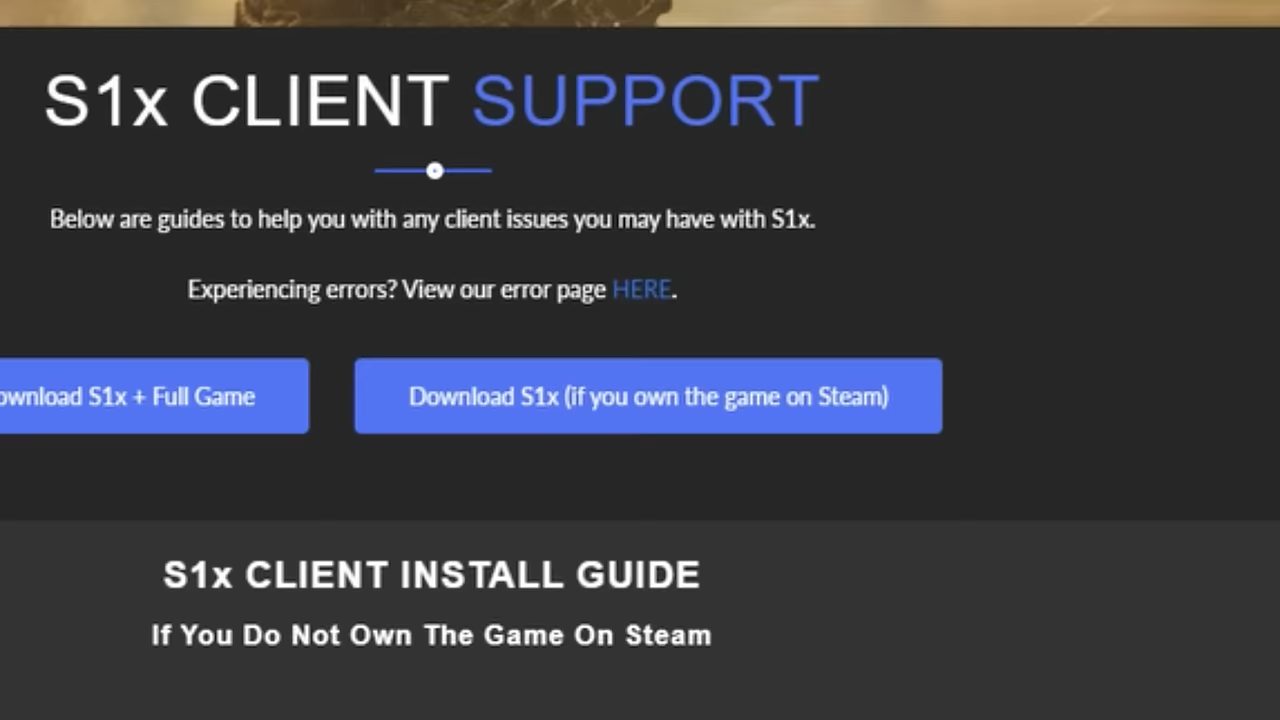 S1x CLIENT SUPPORT
Below are guides to help you with any client issues you may have with S1x.
Experiencing errors? View our error page HERE.
ownload S1x + Full Game
Download S1x (if you own the game on Steam)
S1x CLIENT INSTALL GUIDE
If You Do Not Own The Game On Steam